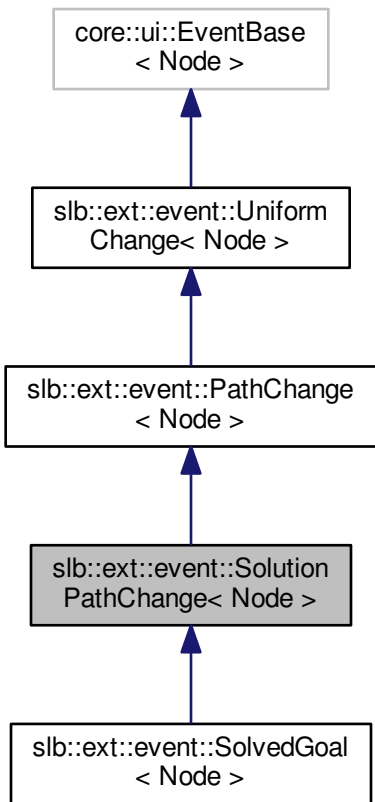 core::ui::EventBase
< Node >
slb::ext::event::Uniform
Change< Node >
slb::ext::event::PathChange
< Node >
slb::ext::event::Solution
PathChange< Node >
slb::ext::event::SolvedGoal
< Node >